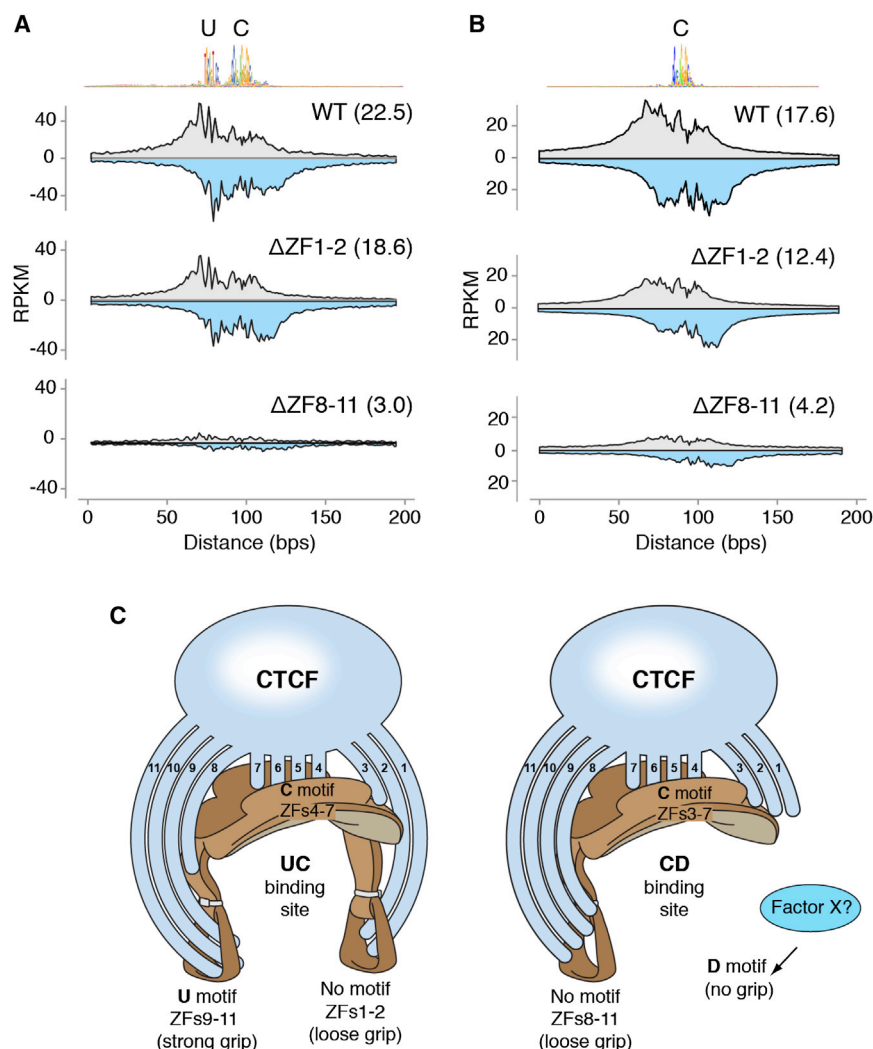 A
U C
WT (22.5)
40
0
-40
ΔZF1-2 (18.6)
40
0
-40
RPKM
ΔZF8-11 (3.0)
40
0
-40
0 50 100 150 200
Distance (bps)
B
C
WT (17.6)
20
0
20
ΔZF1-2 (12.4)
20
0
20
RPKM
ΔZF8-11 (4.2)
20
0
20
0 50 100 150 200
Distance (bps)
C
CTCF
11 10 9 8 7 6 5 4 3 2 1
C motif
ZFs4-7
UC
binding
site
U motif
ZFs9-11
(strong grip)
No motif
ZFs1-2
(loose grip)
CTCF
11 10 9 8 7 6 5 4 3 2 1
C motif
ZFs3-7
CD
binding
site
Factor X?
D motif
(no grip)
No motif
ZFs8-11
(loose grip)